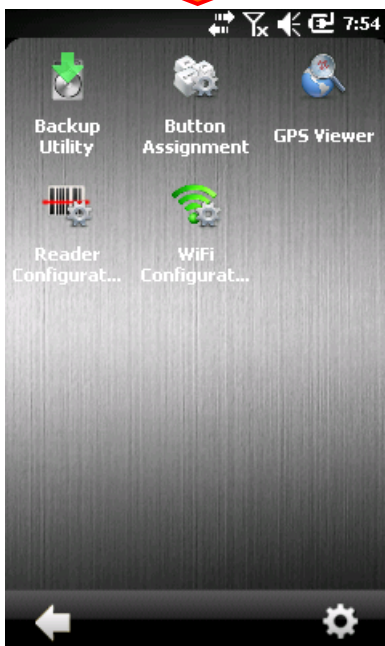 7:54
Backup
Utility
Button
Assignment
GPS Viewer
Reader
Configurat...
WiFi
Configurat...